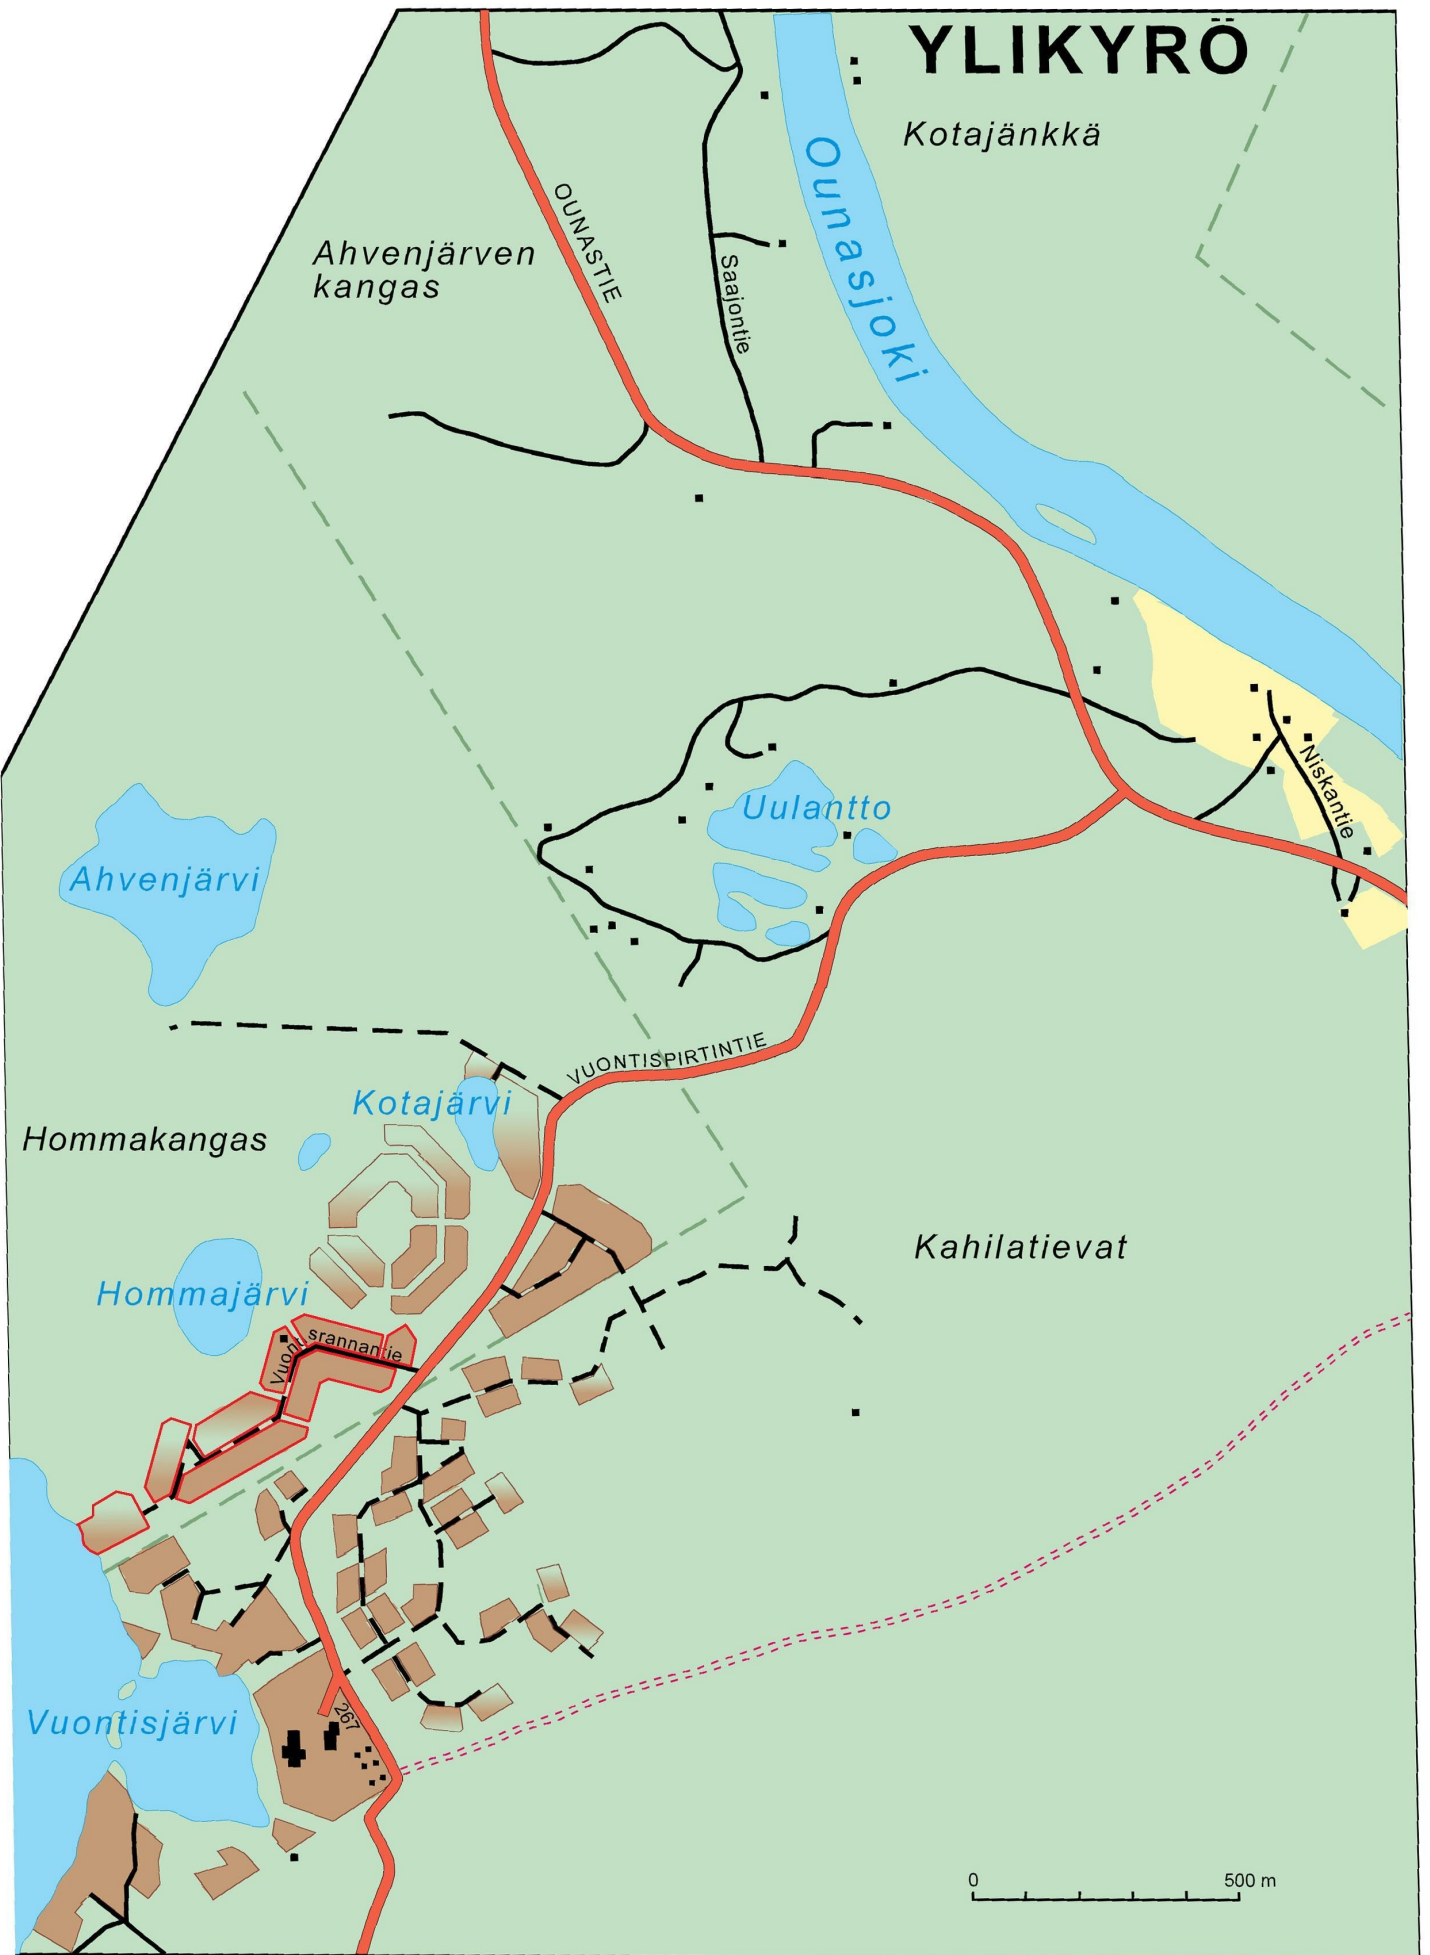 YLIKYRÖ
Kotajänkkä
Ounasjoki
OUNASTIE
Ahvenjärven
kangas
Saajontie
Niskantie
Uulantto
Ahvenjärvi
VUONTISPIRTINTIE
Kotajärvi
Hommakangas
Kahilatievat
Hommajärvi
srannantie
Vuont
267
Vuontisjärvi
0 500 m